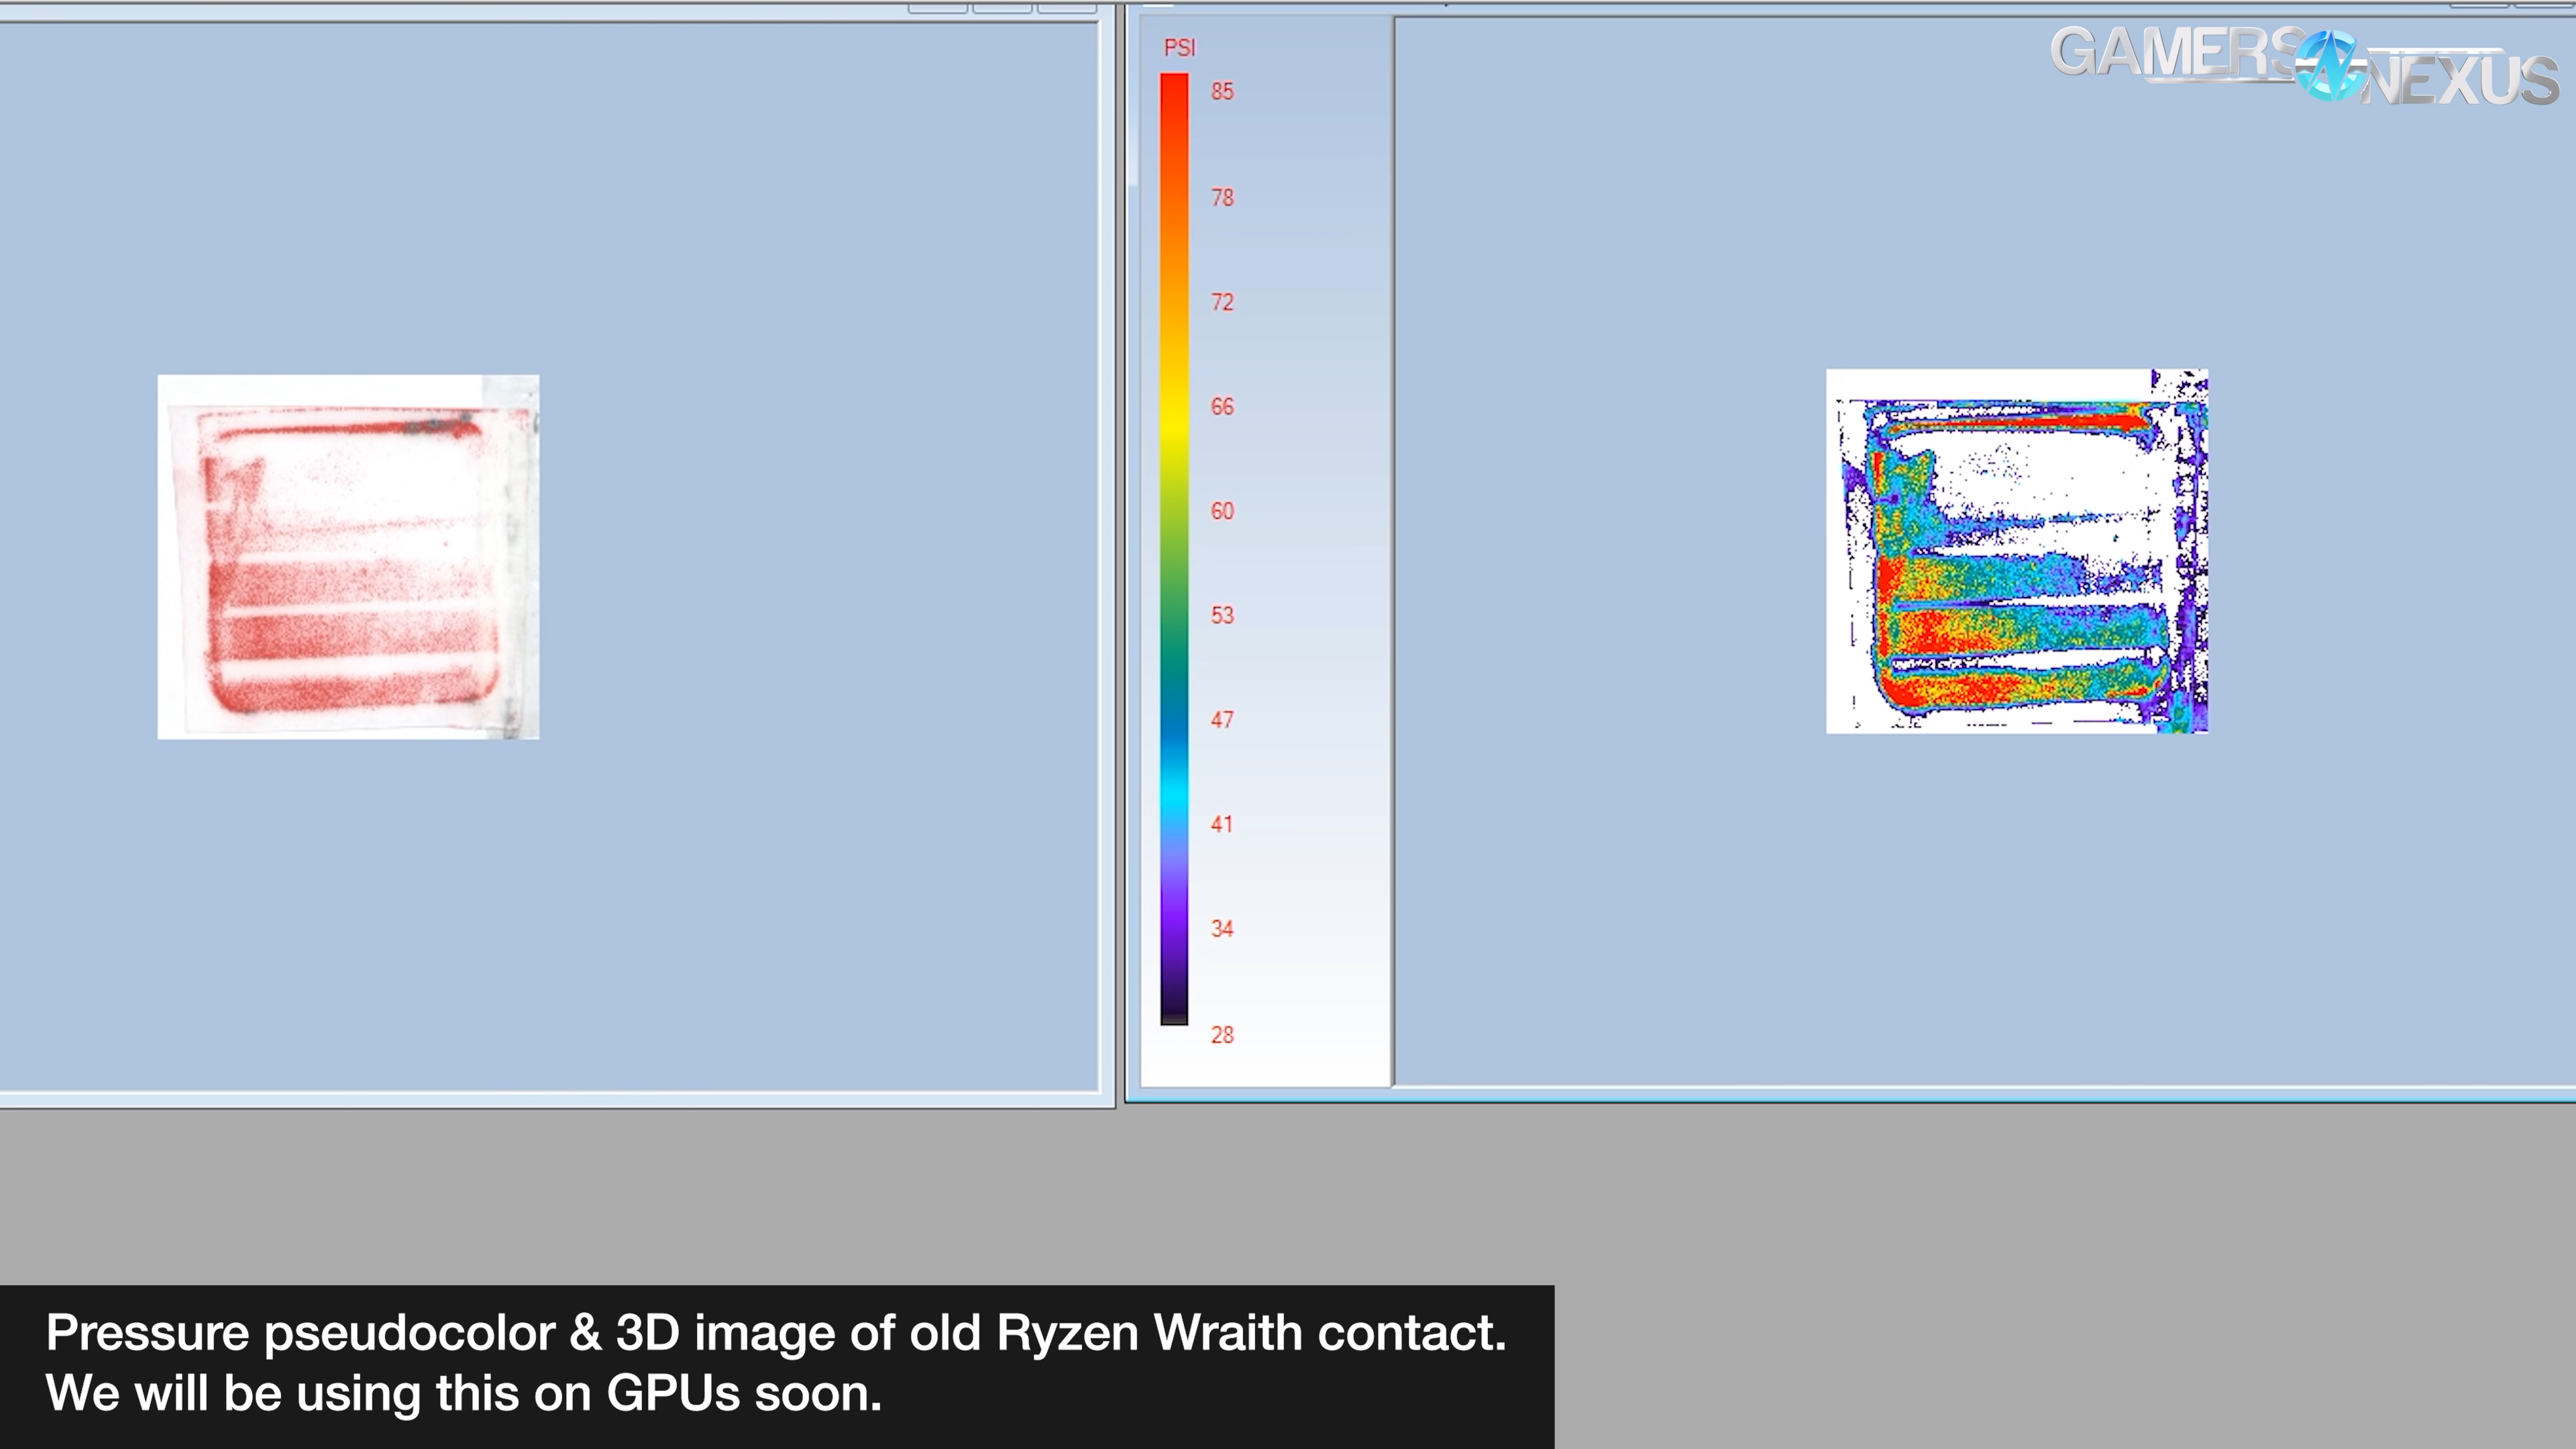 GAMERS NEXUS
PSI
85
78
72
66
60
53
47
41
34
28
Pressure pseudocolor & 3D image of old Ryzen Wraith contact.
We will be using this on GPUs soon.